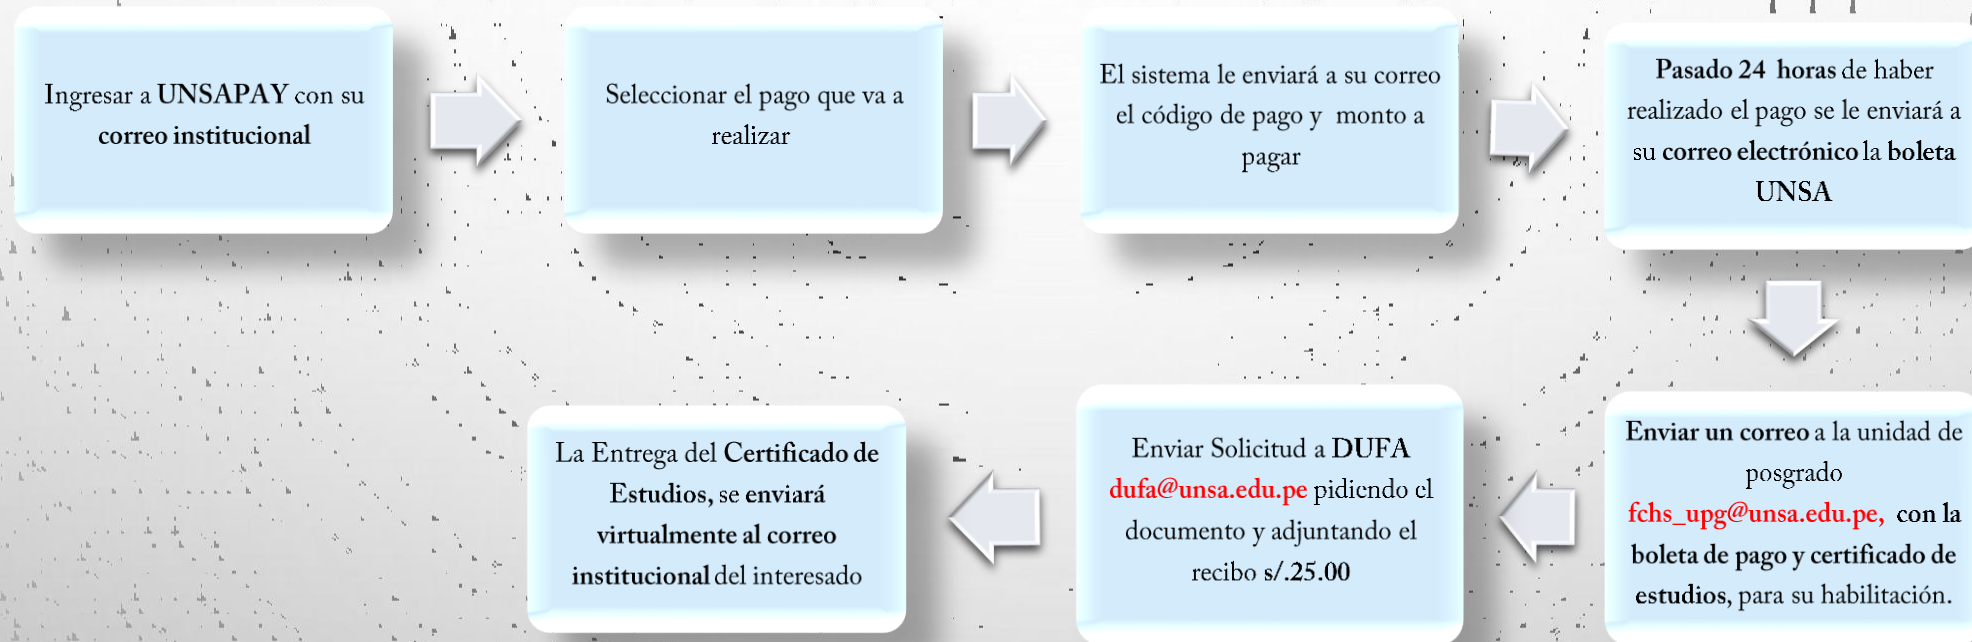 Ingresar a UNSAPAY con su
correo institucional
Seleccionar el pago que va a
realizar
El sistema le enviará a su correo
el código de pago y monto a
pagar
Pasado 24 horas de haber
realizado el pago se le enviará a
su correo electrónico la boleta
UNSA
Enviar un correo a la unidad de
posgrado
fchs_upg@unsa.edu.pe, con la
boleta de pago y certificado de
estudios, para su habilitación.
Enviar Solicitud a DUFA
dufa@unsa.edu.pe pidiendo el
documento y adjuntando el
recibo s/.25.00
La Entrega del Certificado de
Estudios, se enviará
virtualmente al correo
institucional del interesado